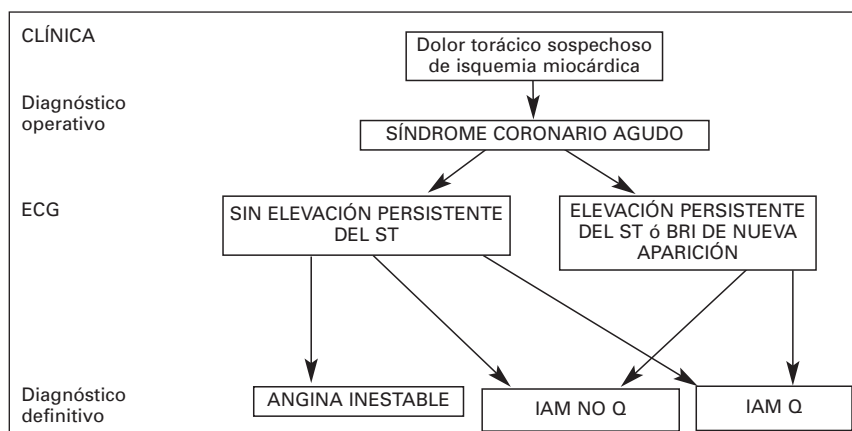 CLÍNICA
Dolor torácico sospechoso
de isquemia miocárdica
Diagnóstico
operativo
SÍNDROME CORONARIO AGUDO
ECG
SIN ELEVACIÓN PERSISTENTE
DEL ST
ELEVACIÓN PERSISTENTE
DEL ST ó BRI DE NUEVA
APARICIÓN
Diagnóstico
definitivo
ANGINA INESTABLE
IAM NO Q
IAM Q